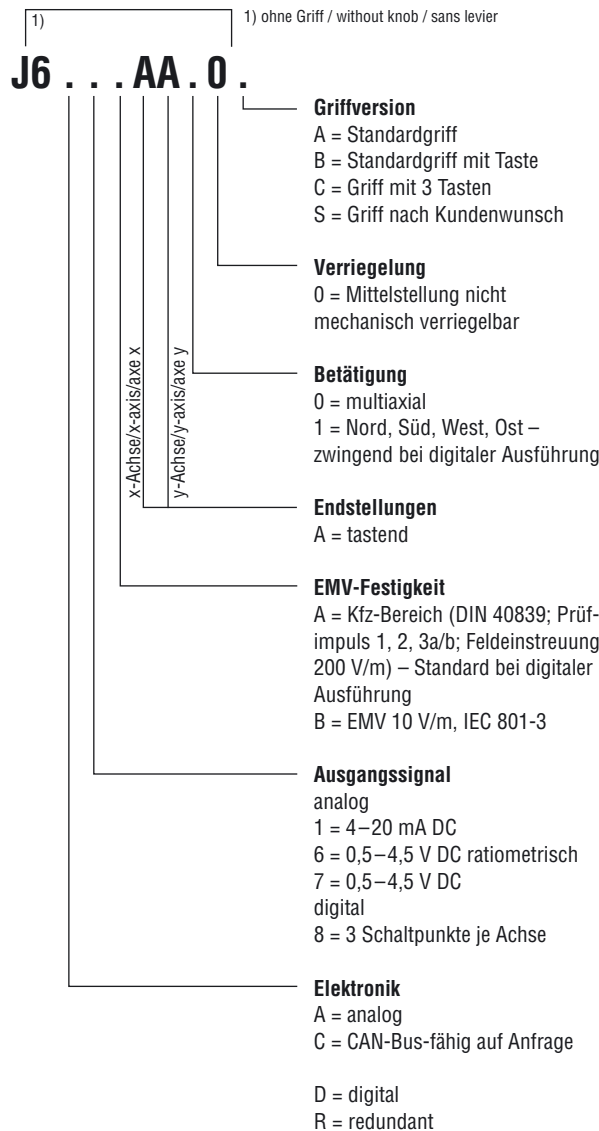 1)
1) ohne Griff / without knob / sans levier
J6 . . . AA . 0 .
Griffversion
A = Standardgriff
B = Standardgriff mit Taste
C = Griff mit 3 Tasten
S = Griff nach Kundenwunsch
Verriegelung
0 = Mittelstellung nicht
mechanisch verriegelbar
x-Achse/x-axis/axe x
y-Achse/y-axis/axe y
Betätigung
0 = multiaxial
1 = Nord, Süd, West, Ost –
zwingend bei digitaler Ausführung
Endstellungen
A = tastend
EMV-Festigkeit
A = Kfz-Bereich (DIN 40839; Prüf-
impuls 1, 2, 3a/b; Feldeinstreuung
200 V/m) – Standard bei digitaler
Ausführung
B = EMV 10 V/m, IEC 801-3
Ausgangssignal
analog
1 = 4–20 mA DC
6 = 0,5–4,5 V DC ratiometrisch
7 = 0,5–4,5 V DC
digital
8 = 3 Schaltpunkte je Achse
Elektronik
A = analog
C = CAN-Bus-fähig auf Anfrage
D = digital
R = redundant